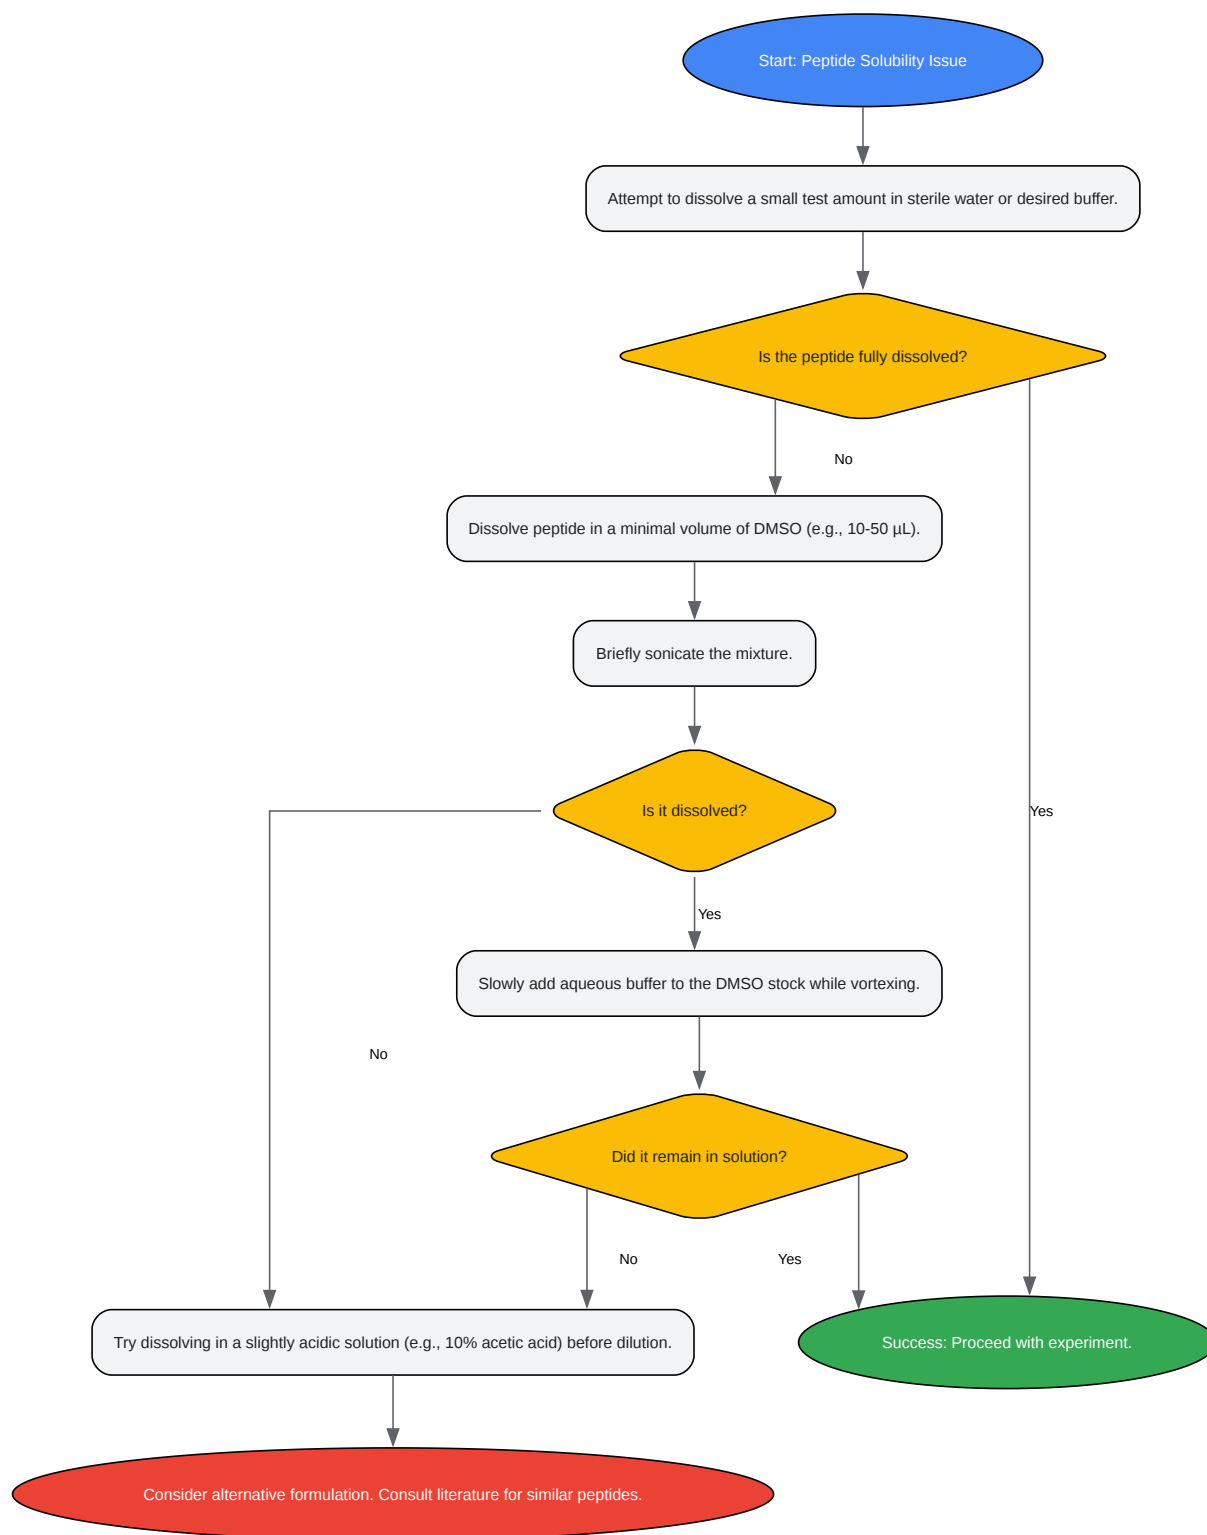 Start: Peptide Solubility Issue
Attempt to dissolve a small test amount in sterile water or desired buffer.
Is the peptide fully dissolved?
No
Dissolve peptide in a minimal volume of DMSO (e.g., 10-50 µL).
Briefly sonicate the mixture.
Is it dissolved?
Yes
Yes
Slowly add aqueous buffer to the DMSO stock while vortexing.
No
Did it remain in solution?
No
Yes
Try dissolving in a slightly acidic solution (e.g., 10% acetic acid) before dilution.
Success: Proceed with experiment.
Consider alternative formulation. Consult literature for similar peptides.